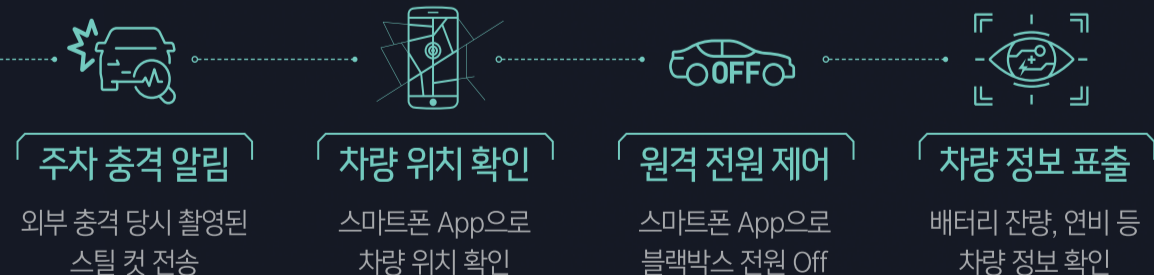 OFF
주차 충격 알림
외부 충격 당시 촬영된
스틸 컷 전송
차량 위치 확인
스마트폰 App으로
차량 위치 확인
원격 전원 제어
스마트폰 App으로
블랙박스 전원 Off
차량 정보 표출
배터리 잔량, 연비 등
차량 정보 확인